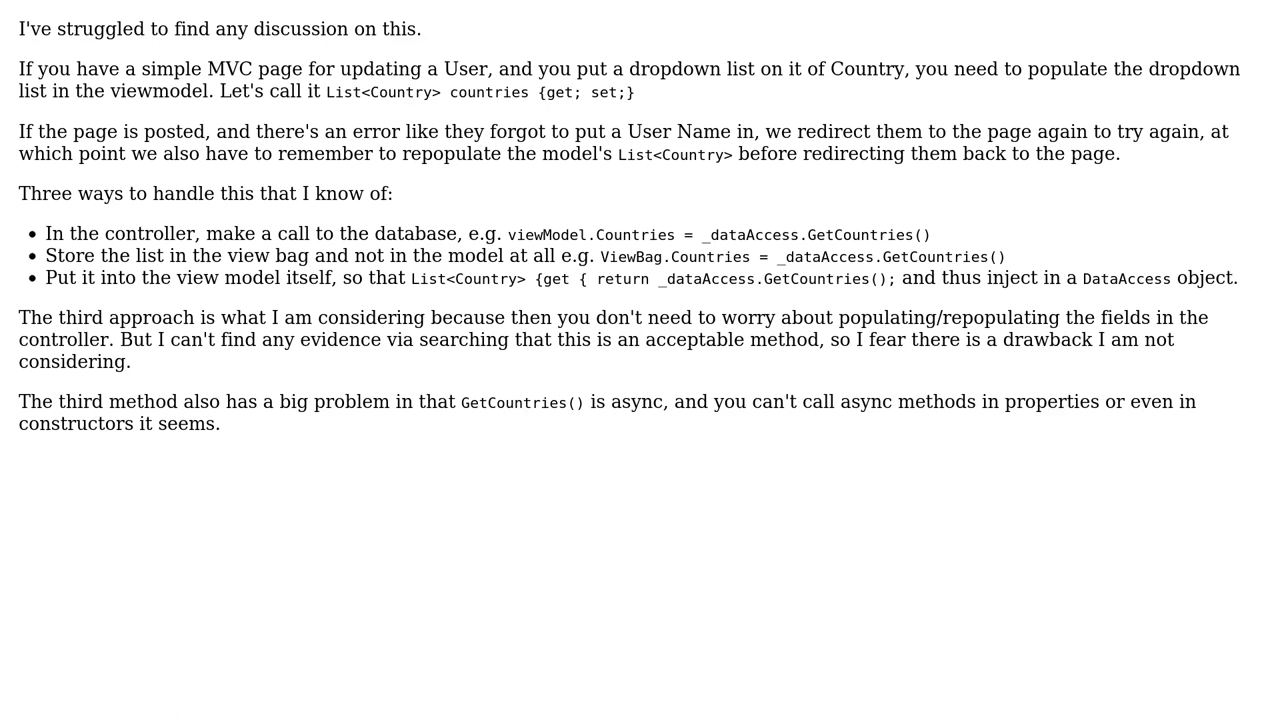 I've struggled to find any discussion on this.
If you have a simple MVC page for updating a User, and you put a dropdown list on it of Country, you need to populate the dropdown
list in the viewmodel. Let's call it List<Country> countries {get; set;}
If the page is posted, and there's an error like they forgot to put a User Name in, we redirect them to the page again to try again, at
which point we also have to remember to repopulate the model's List<Country> before redirecting them back to the page.
Three ways to handle this that I know of:
• In the controller, make a call to the database, e.g. viewModel.Countries = _dataAccess.GetCountries()
• Store the list in the view bag and not in the model at all e.g. ViewBag.Countries = _dataAccess.GetCountries()
• Put it into the view model itself, so that List<Country> {get { return _dataAccess.GetCountries(); and thus inject in a DataAccess object.
The third approach is what I am considering because then you don't need to worry about populating/repopulating the fields in the
controller. But I can't find any evidence via searching that this is an acceptable method, so I fear there is a drawback I am not
considering.
The third method also has a big problem in that GetCountries() is async, and you can't call async methods in properties or even in
constructors it seems.